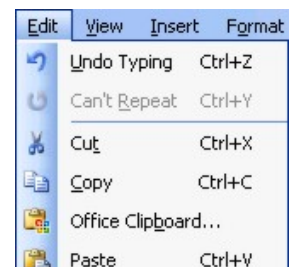 Edit View Insert Format
Undo Typing Ctrl+Z
Can't Repeat Ctrl+Y
Cut Ctrl+X
Copy Ctrl+C
Office Clipboard...
Paste Ctrl+V